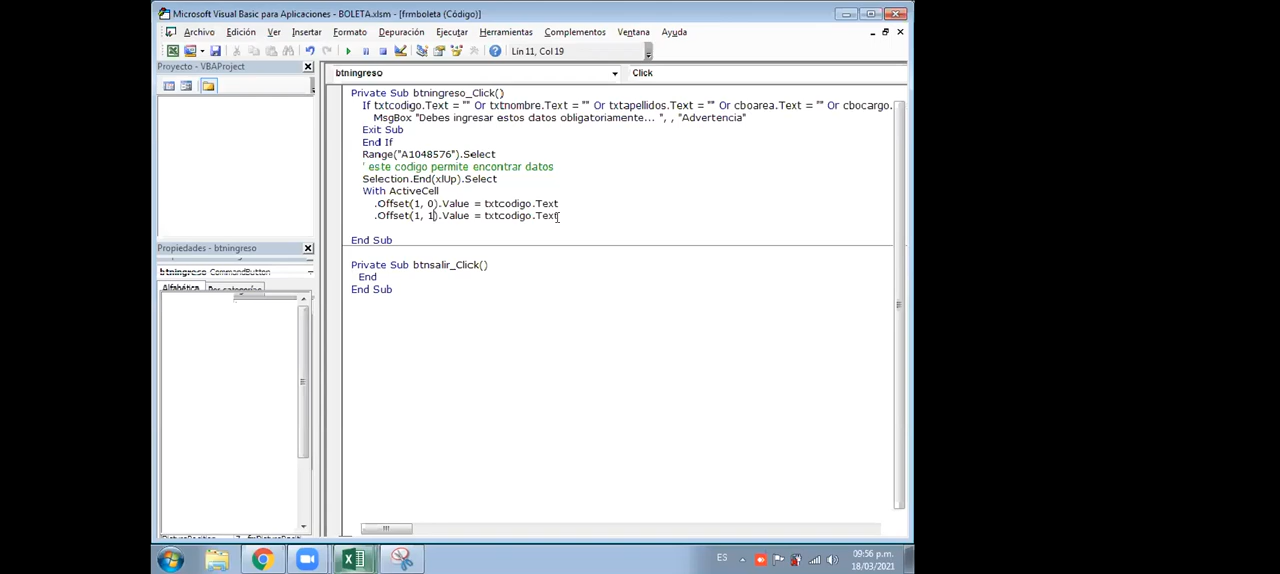 Microsoft Visual Basic para Aplicaciones - BOLETA.xlsm - [frmboleta (Código)]
Archivo Edición Ver Insertar Formato Depuración Ejecutar Herramientas Complementos Ventana Ayuda
Lín 11, Col 19
Proyecto - VBAProject
btningreso Click
Private Sub btningreso_Click()
If txtcodigo.Text = "" Or txtnombre.Text = "" Or txtapellidos.Text = "" Or cboarea.Text = "" Or cbocargo.
MsgBox "Debes ingresar estos datos obligatoriamente... ", , "Advertencia"
Exit Sub
End If
Range("A1048576").Select
' este codigo permite encontrar datos
Selection.End(xlUp).Select
With ActiveCell
.Offset(1, 0).Value = txtcodigo.Text
.Offset(1, 1).Value = txtcodigo.Text
End Sub
Private Sub btnsalir_Click()
End
End Sub
Propiedades - btningreso
btningreso CommandButton
Alfabética Por categorías
ES
09:56 p.m.
18/03/2021